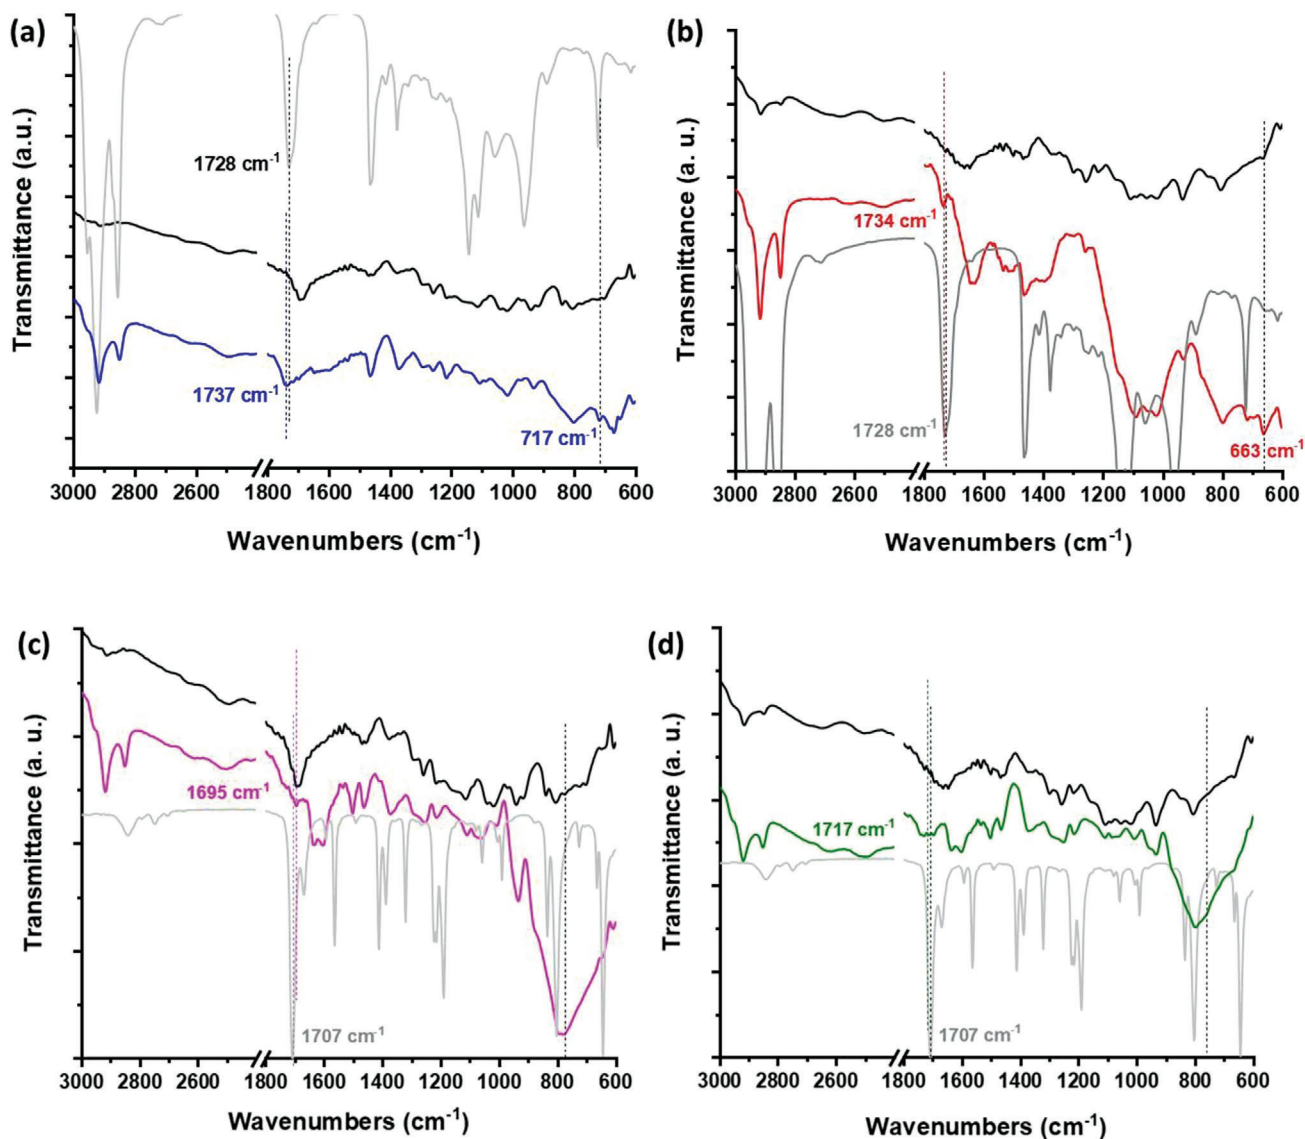 (a)
Transmittance (a.u.)
1728 cm⁻¹
1737 cm⁻¹
717 cm⁻¹
3000 2800 2600 1800 1600 1400 1200 1000 800 600
Wavenumbers (cm⁻¹)
(b)
Transmittance (a. u.)
1734 cm⁻¹
1728 cm⁻¹
663 cm⁻¹
3000 2800 2600 1800 1600 1400 1200 1000 800 600
Wavenumbers (cm⁻¹)
(c)
Transmittance (a. u.)
1695 cm⁻¹
1707 cm⁻¹
3000 2800 2600 1800 1600 1400 1200 1000 800 600
Wavenumbers (cm⁻¹)
(d)
Transmittance (a. u.)
1717 cm⁻¹
1707 cm⁻¹
3000 2800 2600 1800 1600 1400 1200 1000 800 600
Wavenumbers (cm⁻¹)